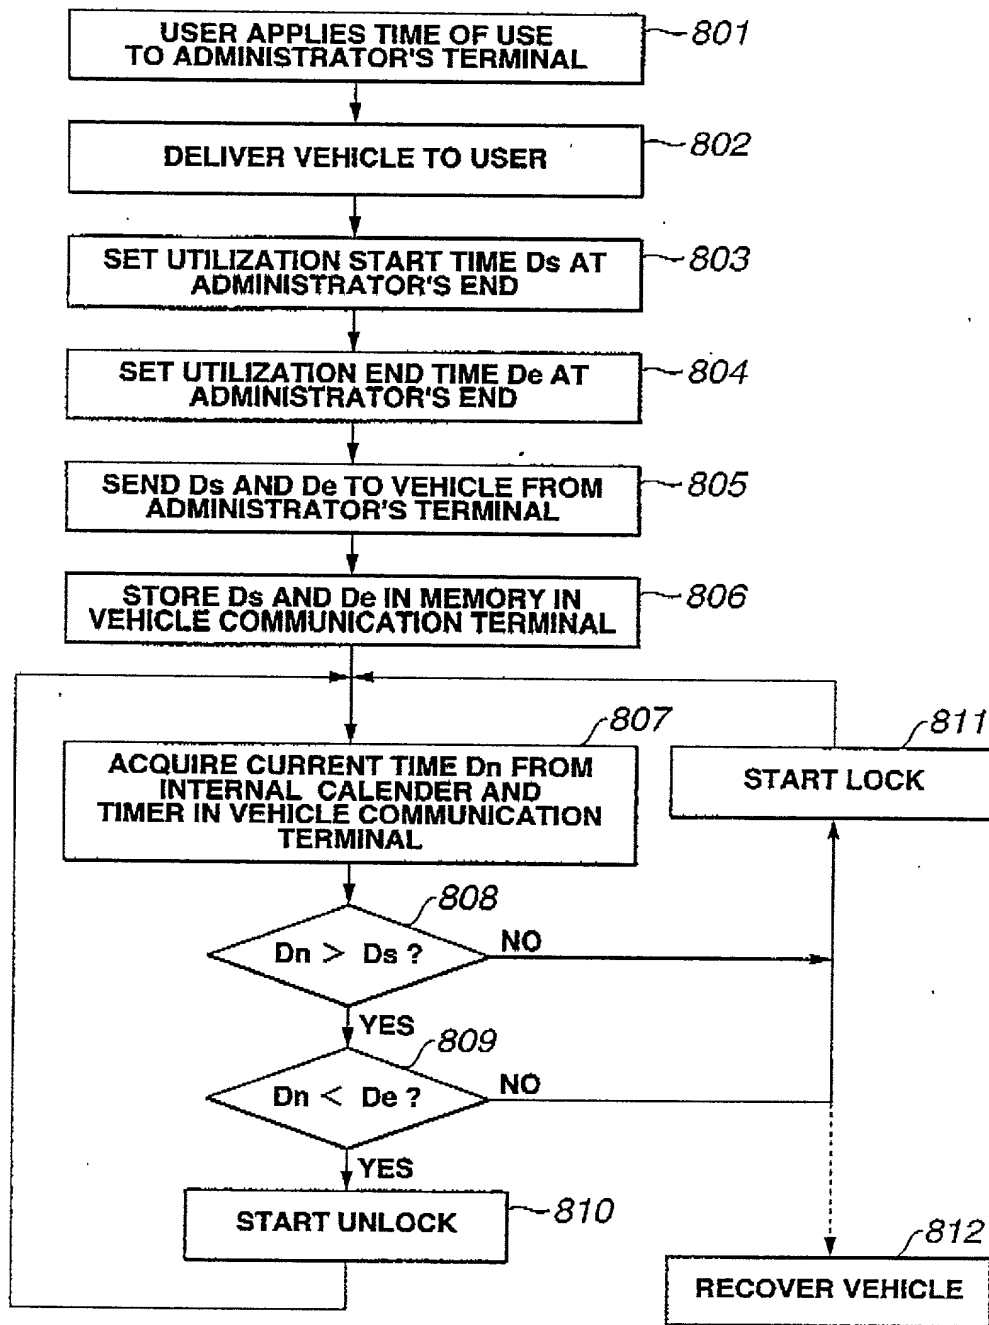 USER APPLIES TIME OF USE
TO ADMINISTRATOR'S TERMINAL
801
DELIVER VEHICLE TO USER
802
SET UTILIZATION START TIME Ds AT
ADMINISTRATOR'S END
803
SET UTILIZATION END TIME De AT
ADMINISTRATOR'S END
804
SEND Ds AND De TO VEHICLE FROM
ADMINISTRATOR'S TERMINAL
805
STORE Ds AND De IN MEMORY IN
VEHICLE COMMUNICATION TERMINAL
806
807
ACQUIRE CURRENT TIME Dn FROM
INTERNAL CALENDER AND
TIMER IN VEHICLE COMMUNICATION
TERMINAL
811
START LOCK
808
Dn > Ds ?
NO
YES
809
Dn < De ?
NO
YES
START UNLOCK
810
812
RECOVER VEHICLE